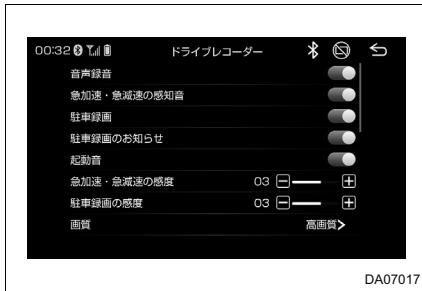 00:32 ドライブレコーダー
音声録音
急加速・急減速の感知音
駐車録画
駐車録画のお知らせ
起動音
急加速・急減速の感度 03
駐車録画の感度 03
画質 高画質>
DA07017